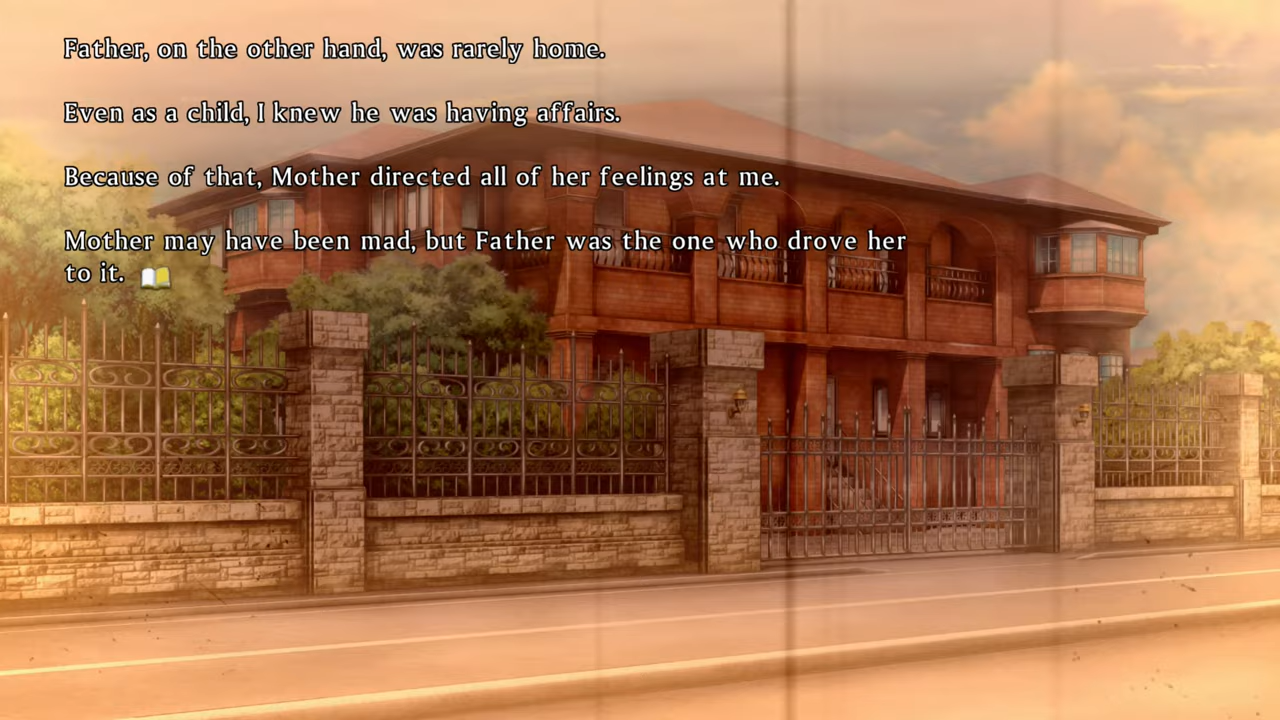 Father, on the other hand, was rarely home.
Even as a child, I knew he was having affairs.
Because of that, Mother directed all of her feelings at me.
Mother may have been mad, but Father was the one who drove her
to it.